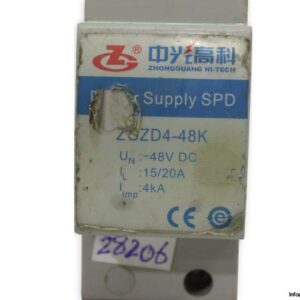 中光高科
ZHONGGUANG HI-TECH
Supply SPD
ZGZD4-48K
UN :-48V DC
IL :15/20A
Iimp :4kA
CE
28206